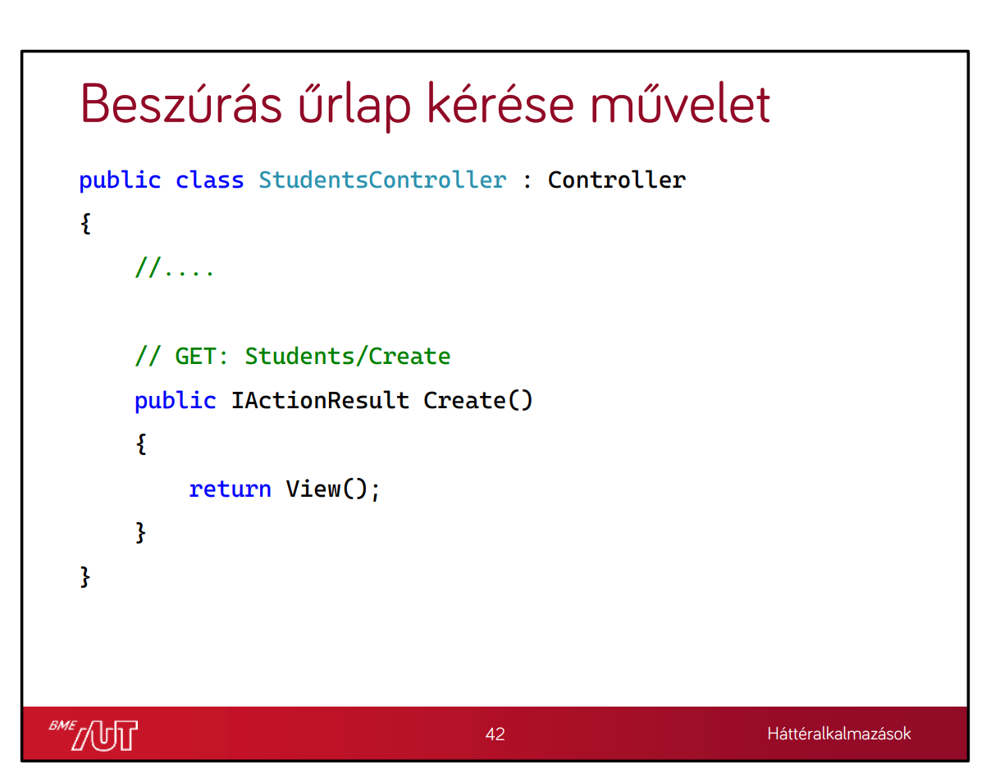 Beszúrás űrlap kérése művelet
public class StudentsController : Controller
{
    //....
    // GET: Students/Create
    public IActionResult Create()
    {
        return View();
    }
}
BME AUT
42
Háttéralkalmazások